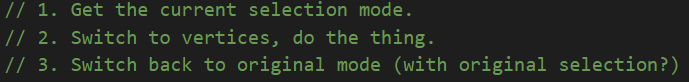 // 1. Get the current selection mode.
// 2. Switch to vertices, do the thing.
// 3. Switch back to original mode (with original selection?)